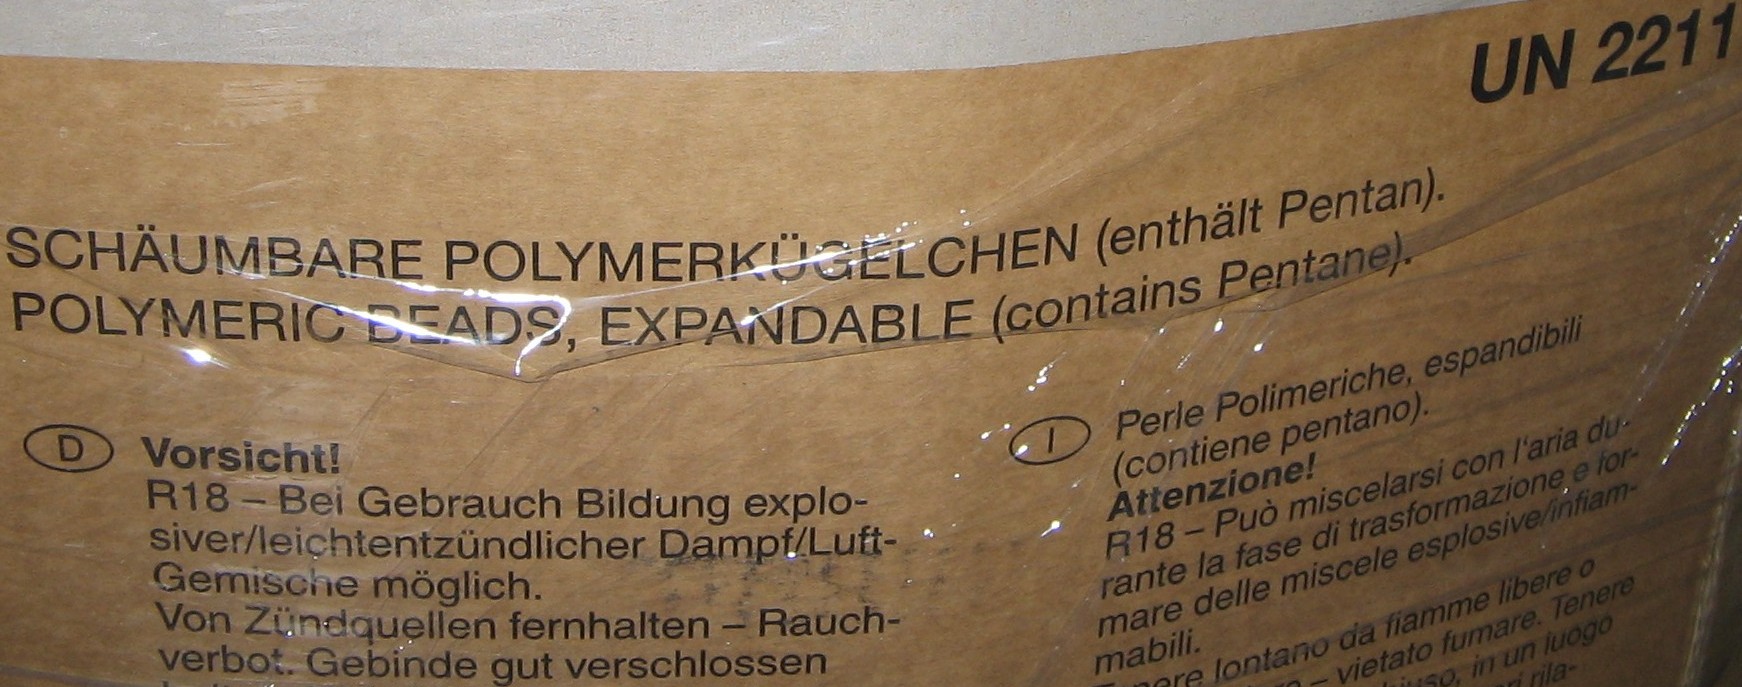 UN 2211
SCHÄUMBARE POLYMERKÜGELCHEN (enthält Pentan).
POLYMERIC BEADS, EXPANDABLE (contains Pentane).
D
Vorsicht!
R18 – Bei Gebrauch Bildung explo-
siver/leichtentzündlicher Dampf/Luft-
Gemische möglich.
Von Zündquellen fernhalten – Rauch-
verbot. Gebinde gut verschlossen
I
Perle Polimeriche, espandibili
(contiene pentano).
Attenzione!
R18 – Può miscelarsi con l'aria du-
rante la fase di trasformazione e for-
mare delle miscele esplosive/infiam-
mabili.
lontano da fiamme libere o
– vietato fumare. Tenere
in un luogo